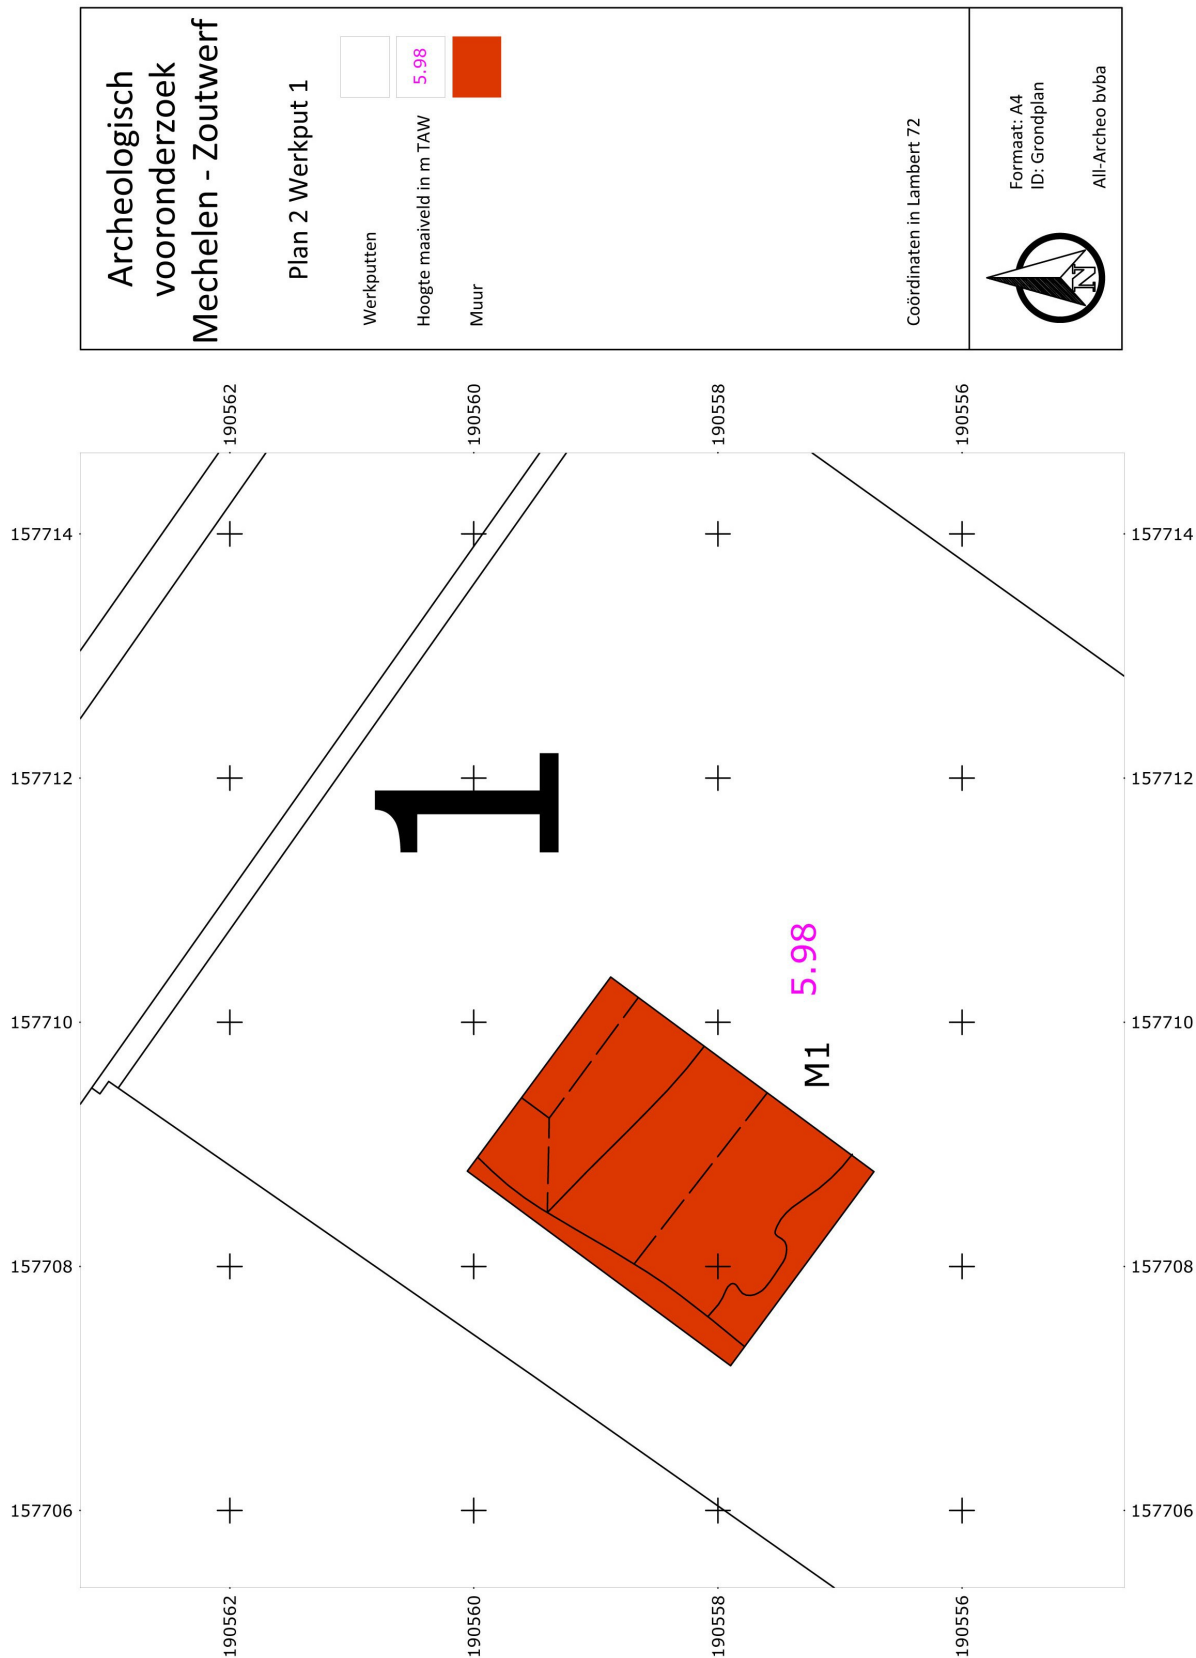 Archeologisch
vooronderzoek
Mechelen - Zoutwerf
Plan 2 Werkput 1
Werkputten
Hoogte maaiveld in m TAW
5.98
Muur
Coördinaten in Lambert 72
Formaat: A4
ID: Grondplan
All-Archeo bvba
N
190562
190560
190558
190556
157714
157714
157712
157712
1
5.98
157710
157710
M1
157708
157708
157706
157706
190562
190560
190558
190556